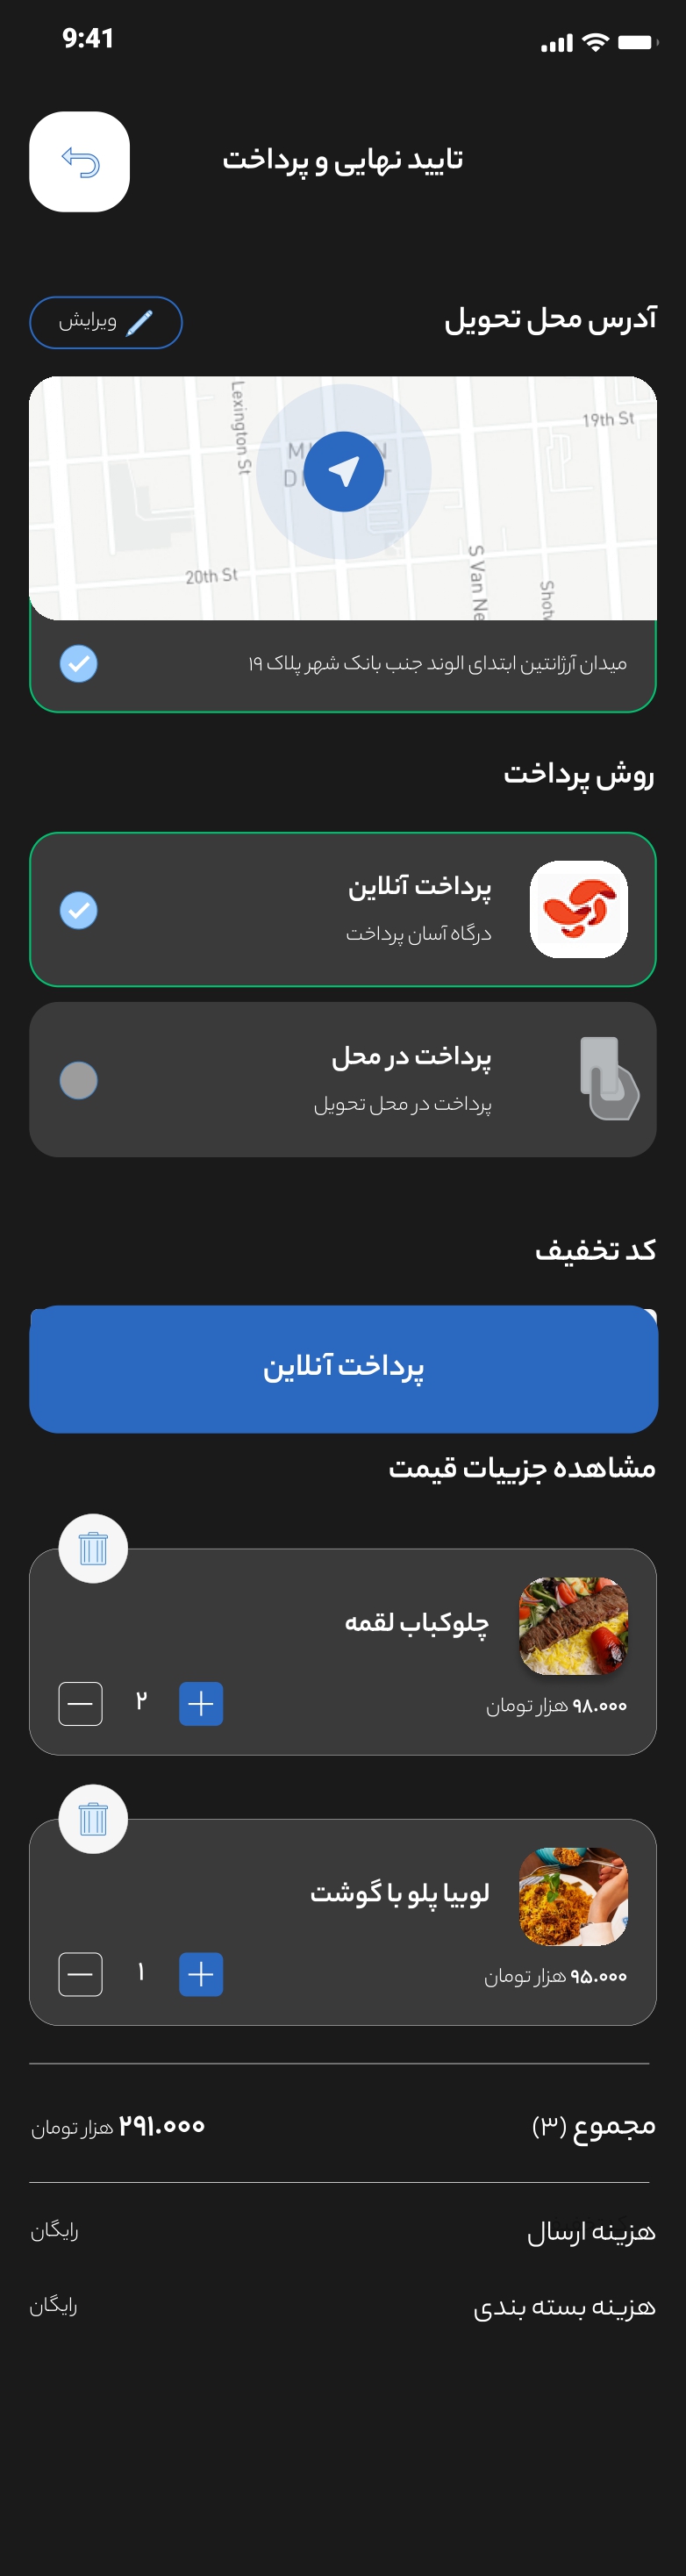 9:41
تایید نهایی و پرداخت
آدرس محل تحویل
ویرایش
Lexington St
19th St
20th St
S Van Ne
Shotw
میدان آرژانتین ابتدای الوند جنب بانک شهر پلاک ۱۹
روش پرداخت
پرداخت آنلاین
درگاه آسان پرداخت
پرداخت در محل
پرداخت در محل تحویل
کد تخفیف
پرداخت آنلاین
مشاهده جزییات قیمت
چلوکباب لقمه
۹۸.۰۰۰ هزار تومان
۲
لوبیا پلو با گوشت
۹۵.۰۰۰ هزار تومان
۱
مجموع (۳)
۲۹۱.۰۰۰ هزار تومان
هزینه ارسال
رایگان
هزینه بسته بندی
رایگان